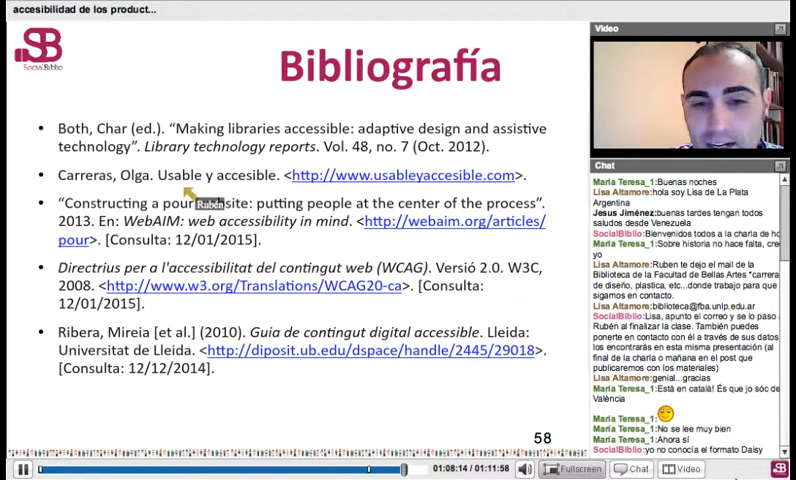 accesibilidad de los product...
SB
SocialBiblio
Bibliografía
• Both, Char (ed.). “Making libraries accessible: adaptive design and assistive
technology”. Library technology reports. Vol. 48, no. 7 (Oct. 2012).
• Carreras, Olga. Usable y accesible. <http://www.usableyaccesible.com>.
Rubén
• “Constructing a pour website: putting people at the center of the process”.
2013. En: WebAIM: web accessibility in mind. <http://webaim.org/articles/
pour>. [Consulta: 12/01/2015].
• Directrius per a l'accessibilitat del contingut web (WCAG). Versió 2.0. W3C,
2008. <http://www.w3.org/Translations/WCAG20-ca>. [Consulta:
12/01/2015].
• Ribera, Mireia [et al.] (2010). Guia de contingut digital accessible. Lleida:
Universitat de Lleida. <http://diposit.ub.edu/dspace/handle/2445/29018>.
[Consulta: 12/12/2014].
58
Video
Chat
María Teresa_1:Buenas noches
Lisa Altamore:hola soy Lisa de La Plata
Argentina
Jesus Jiménez:buenas tardes tengan todos
saludos desde Venezuela
SocialBiblio:Bienvenidos todos a la charla de ho
María Teresa_1:Sobre historia no hace falta, cre
yo
Lisa Altamore:Ruben te dejo el mail de la
Biblioteca de la Facultad de Bellas Artes "carrera
de diseño, plastica, etc...donde trabajo para que
sigamos en contacto.
Lisa Altamore:biblioteca@fba.unlp.edu.ar
SocialBiblio:Lisa, apunto el correo y se lo paso
Rubén al finalizar la clase. También puedes
ponerte en contacto con él a través de sus datos
los encontrarás en esta misma presentación (al
final de la charla o mañana en el post que
publicaremos con los materiales)
Lisa Altamore:genial...gracias
María Teresa_1:Està en català! És que jo sóc de
València
María Teresa_1:
María Teresa_1:No se lee muy bien
María Teresa_1:Ahora sí
SocialBiblio:yo no conocía el formato Daisy
01:08:14 / 01:11:58
Fullscreen
Chat
Video
SB